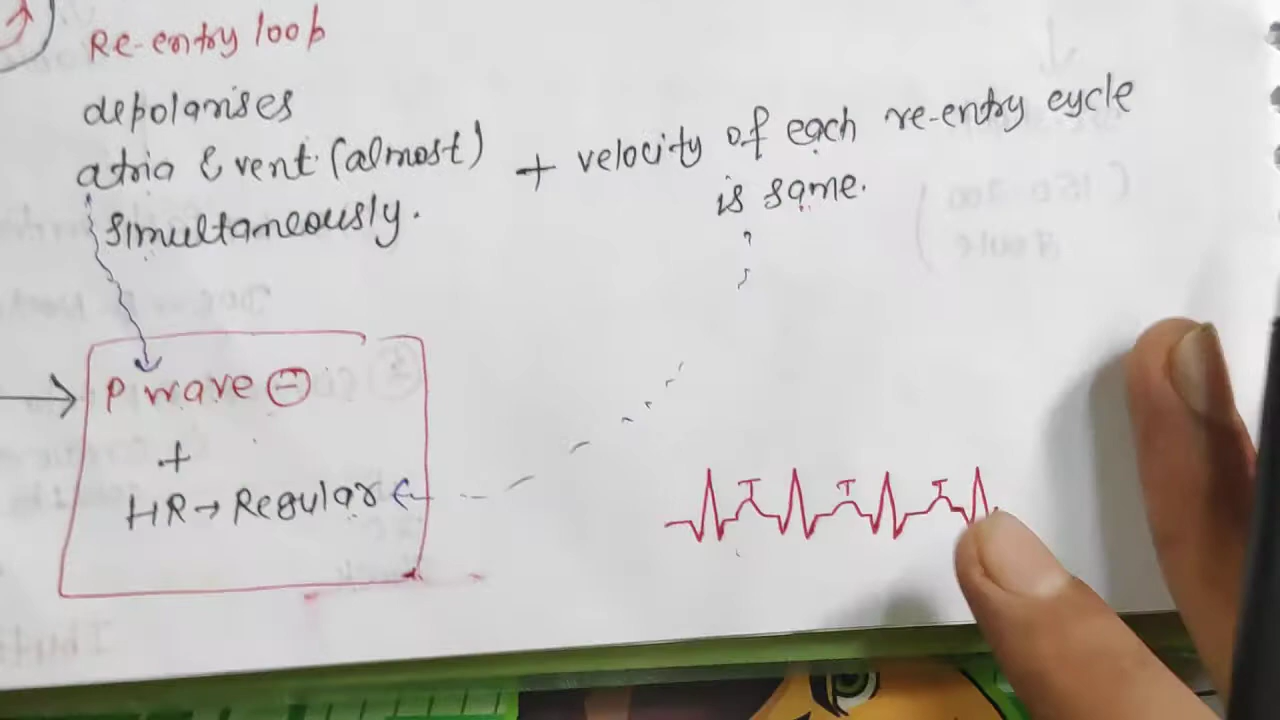 Re-entry loop
depolarises
atria & vent. (almost)
simultaneously.
+ velocity of each re-entry cycle
is same.
P wave ⊖
+
HR → Regular
T T T